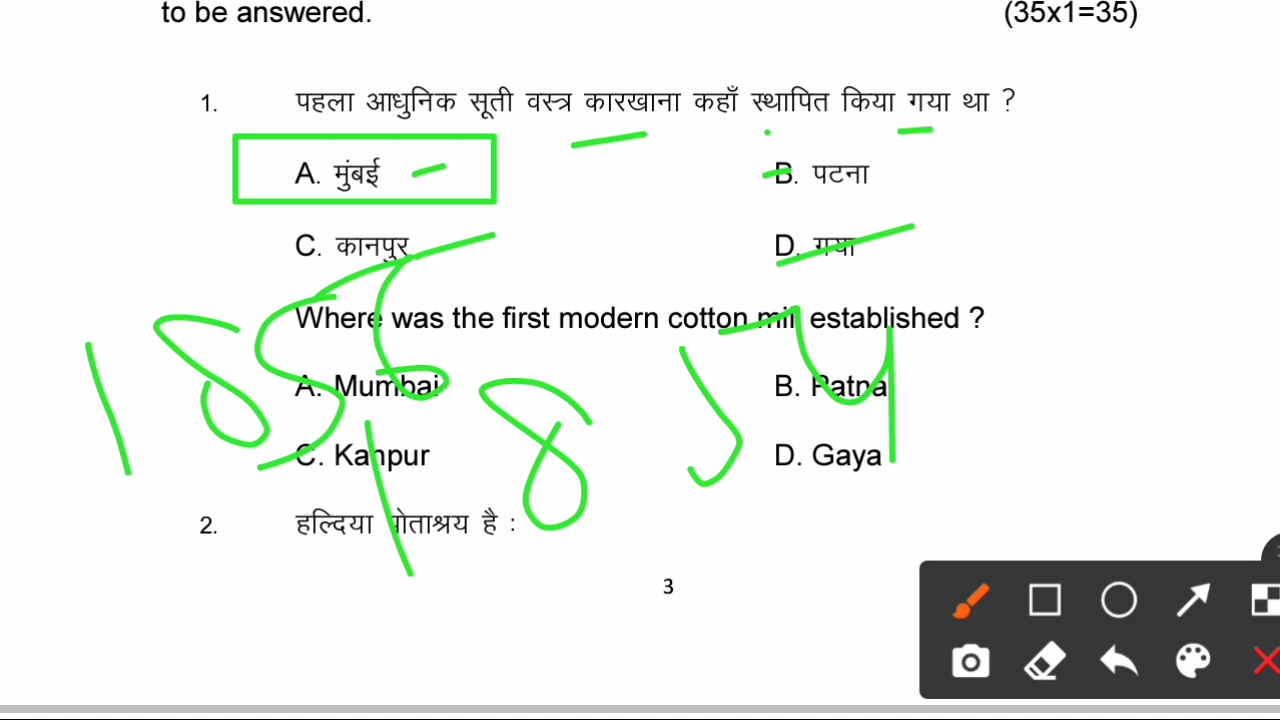 to be answered. (35x1=35)
1. पहला आधुनिक सूती वस्त्र कारखाना कहाँ स्थापित किया गया था ?
A. मुंबई B. पटना
C. कानपुर D. गया
Where was the first modern cotton mill established ?
A. Mumbai B. Patna
C. Kanpur D. Gaya
1856 1854
2. हल्दिया पोताश्रय है :
3